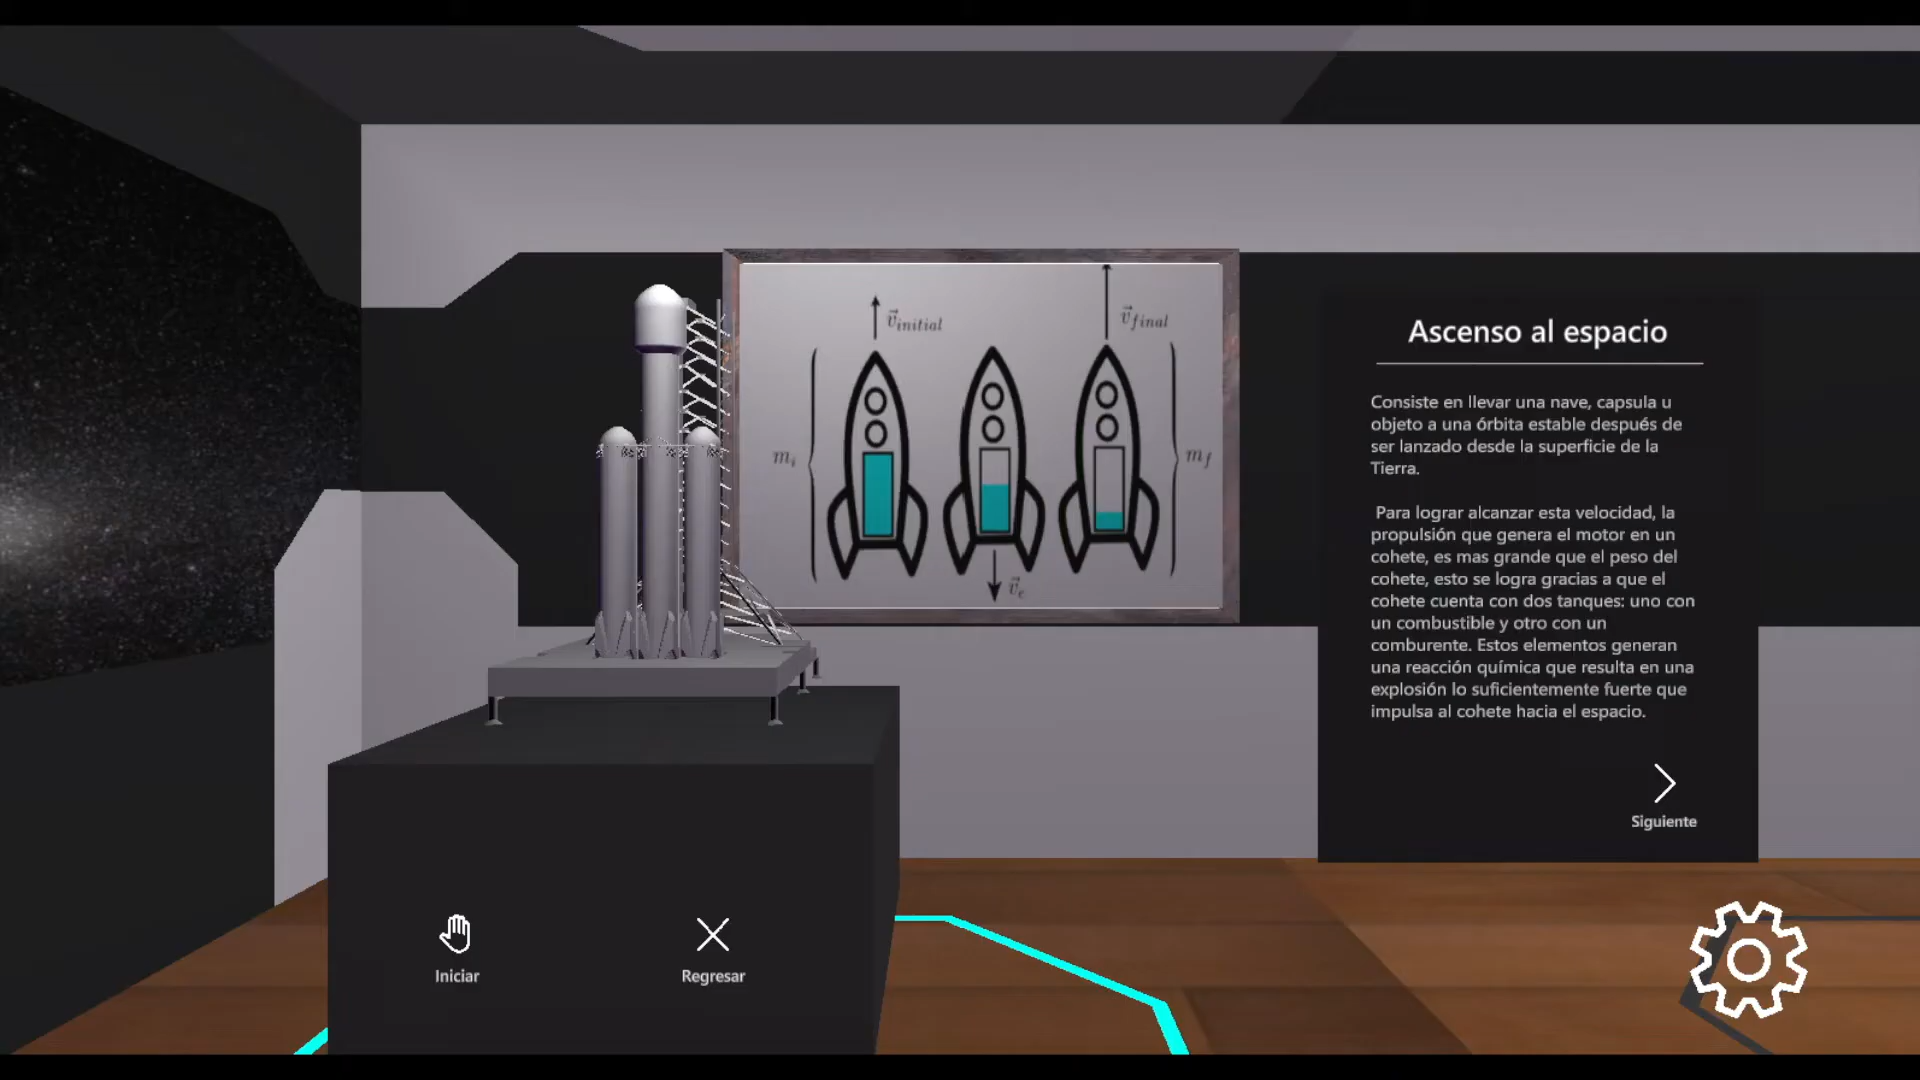 v⃗initial
v⃗final
mi
mf
v⃗e
Ascenso al espacio
Consiste en llevar una nave, capsula u
objeto a una órbita estable después de
ser lanzado desde la superficie de la
Tierra.
Para lograr alcanzar esta velocidad, la
propulsión que genera el motor en un
cohete, es mas grande que el peso del
cohete, esto se logra gracias a que el
cohete cuenta con dos tanques: uno con
un combustible y otro con un
comburente. Estos elementos generan
una reacción química que resulta en una
explosión lo suficientemente fuerte que
impulsa al cohete hacia el espacio.
Siguiente
Iniciar
Regresar